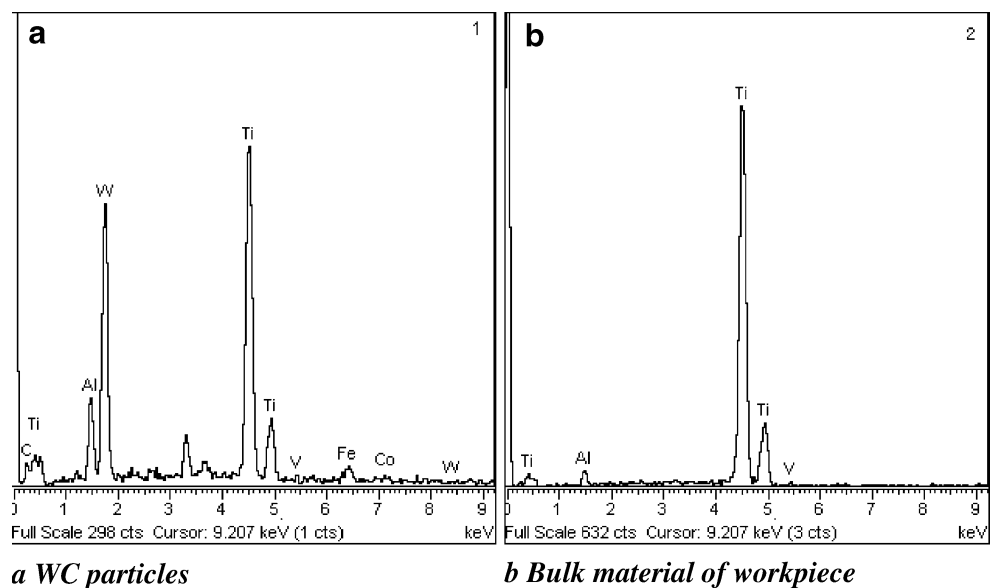 a
1
Ti
W
Al
Ti
C
Ti
V
Fe
Co
W
0 1 2 3 4 5 6 7 8 9
Full Scale 298 cts Cursor: 9.207 keV (1 cts) keV
a WC particles
b
2
Ti
Ti
Ti
Al
V
0 1 2 3 4 5 6 7 8 9
Full Scale 632 cts Cursor: 9.207 keV (3 cts) keV
b Bulk material of workpiece